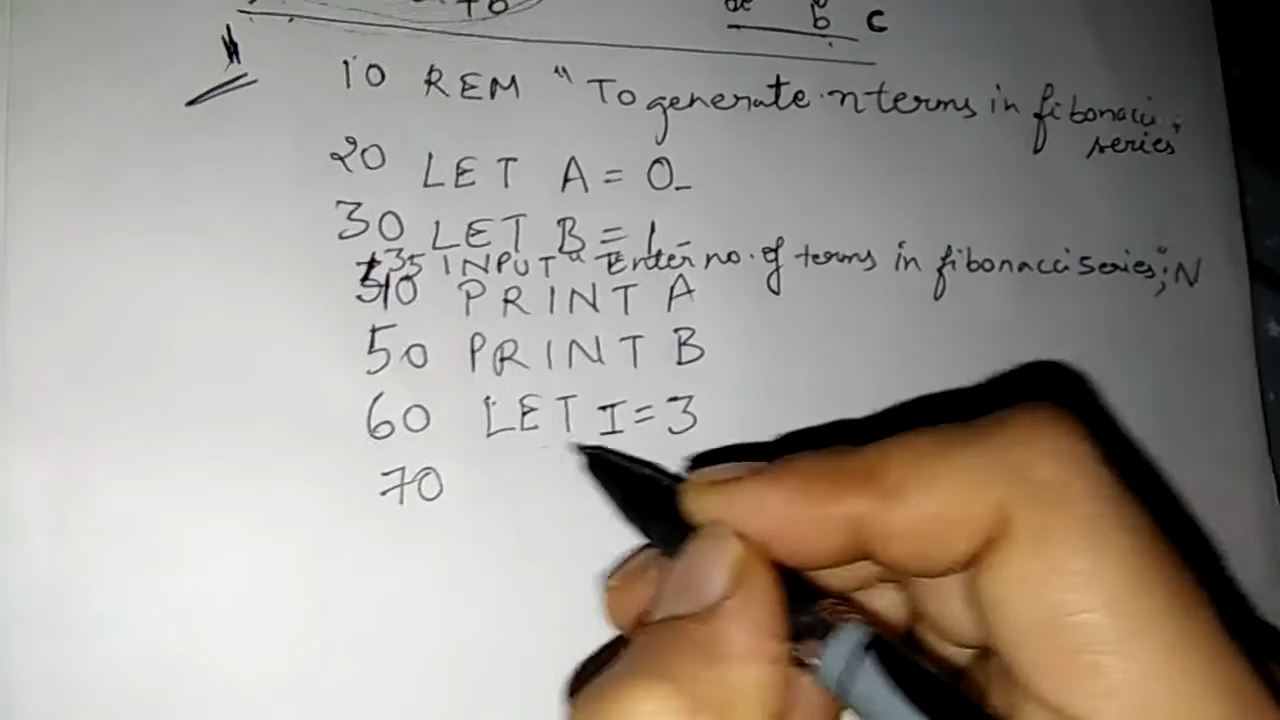 b c
10 REM "To generate n terms in fibonacci
series"
20 LET A = 0
30 LET B = 1
35 INPUT "Enter no. of terms in fibonacci series"; N
40 PRINT A
50 PRINT B
60 LET I = 3
70